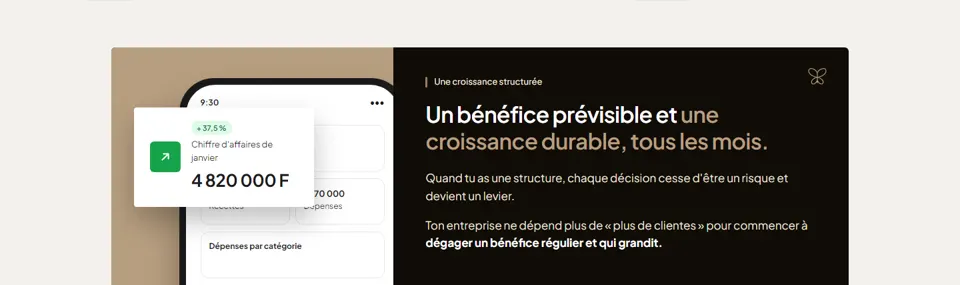 Une croissance structurée
Un bénéfice prévisible et une
croissance durable, tous les mois.
Quand tu as une structure, chaque décision cesse d'être un risque et
devient un levier.
Ton entreprise ne dépend plus de « plus de clientes » pour commencer à
dégager un bénéfice régulier et qui grandit.
9:30
+ 37,5 %
Chiffre d'affaires de
janvier
4 820 000 F
70 000
Recettes
Dépenses
Dépenses par catégorie